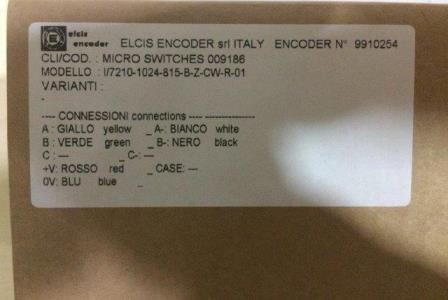 elcis
encoder ELCIS ENCODER srl ITALY ENCODER N° 9910254
CLI/COD. : MICRO SWITCHES 009186
MODELLO : I/7210-1024-815-B-Z-CW-R-01
VARIANTI :
-
---- CONNESSIONI connections ---- ----------------
A : GIALLO yellow _ A-: BIANCO white
B : VERDE green _ B-: NERO black
C : --- _ C-: ---
+V: ROSSO red _ CASE: ---
0V: BLU blue _